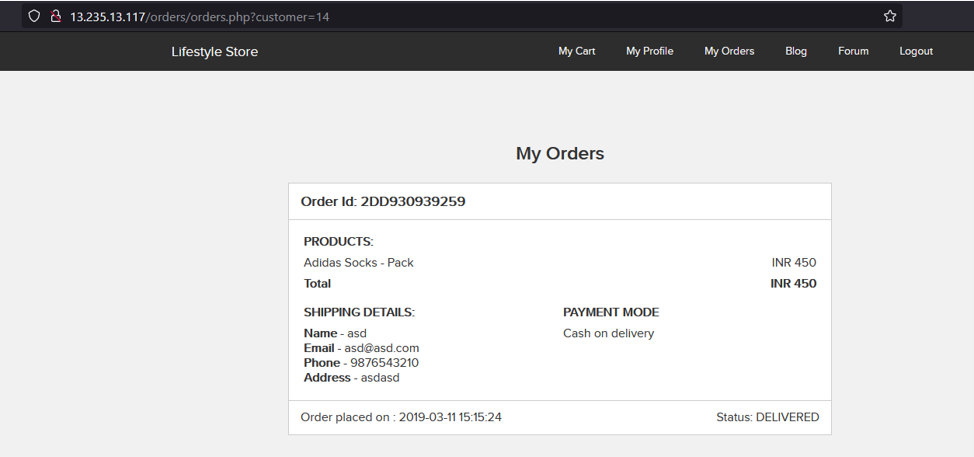 13.235.13.117/orders/orders.php?customer=14
Lifestyle Store My Cart My Profile My Orders Blog Forum Logout
My Orders
Order Id: 2DD930939259
PRODUCTS:
Adidas Socks - Pack INR 450
Total INR 450
SHIPPING DETAILS: PAYMENT MODE
Name - asd Cash on delivery
Email - asd@asd.com
Phone - 9876543210
Address - asdasd
Order placed on : 2019-03-11 15:15:24 Status: DELIVERED